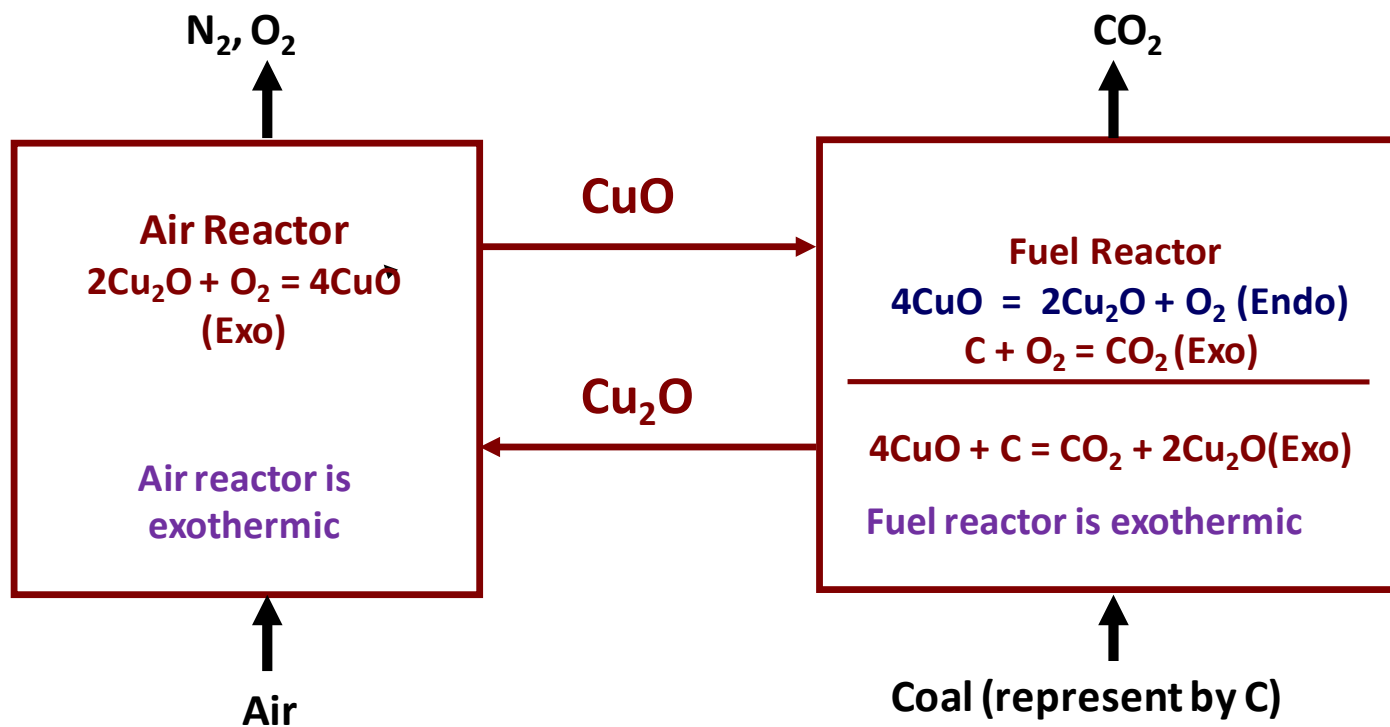 N₂, O₂
CO₂
Air Reactor
2Cu₂O + O₂ = 4CuO
(Exo)
Air reactor is
exothermic
CuO
Cu₂O
Fuel Reactor
4CuO = 2Cu₂O + O₂ (Endo)
C + O₂ = CO₂ (Exo)
4CuO + C = CO₂ + 2Cu₂O(Exo)
Fuel reactor is exothermic
Air
Coal (represent by C)